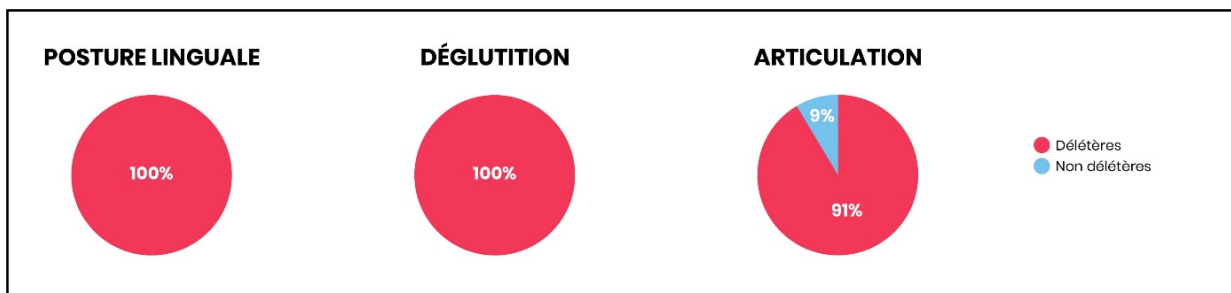 POSTURE LINGUALE
DÉGLUTITION
ARTICULATION
100%
100%
9%
91%
Délétères
Non délétères